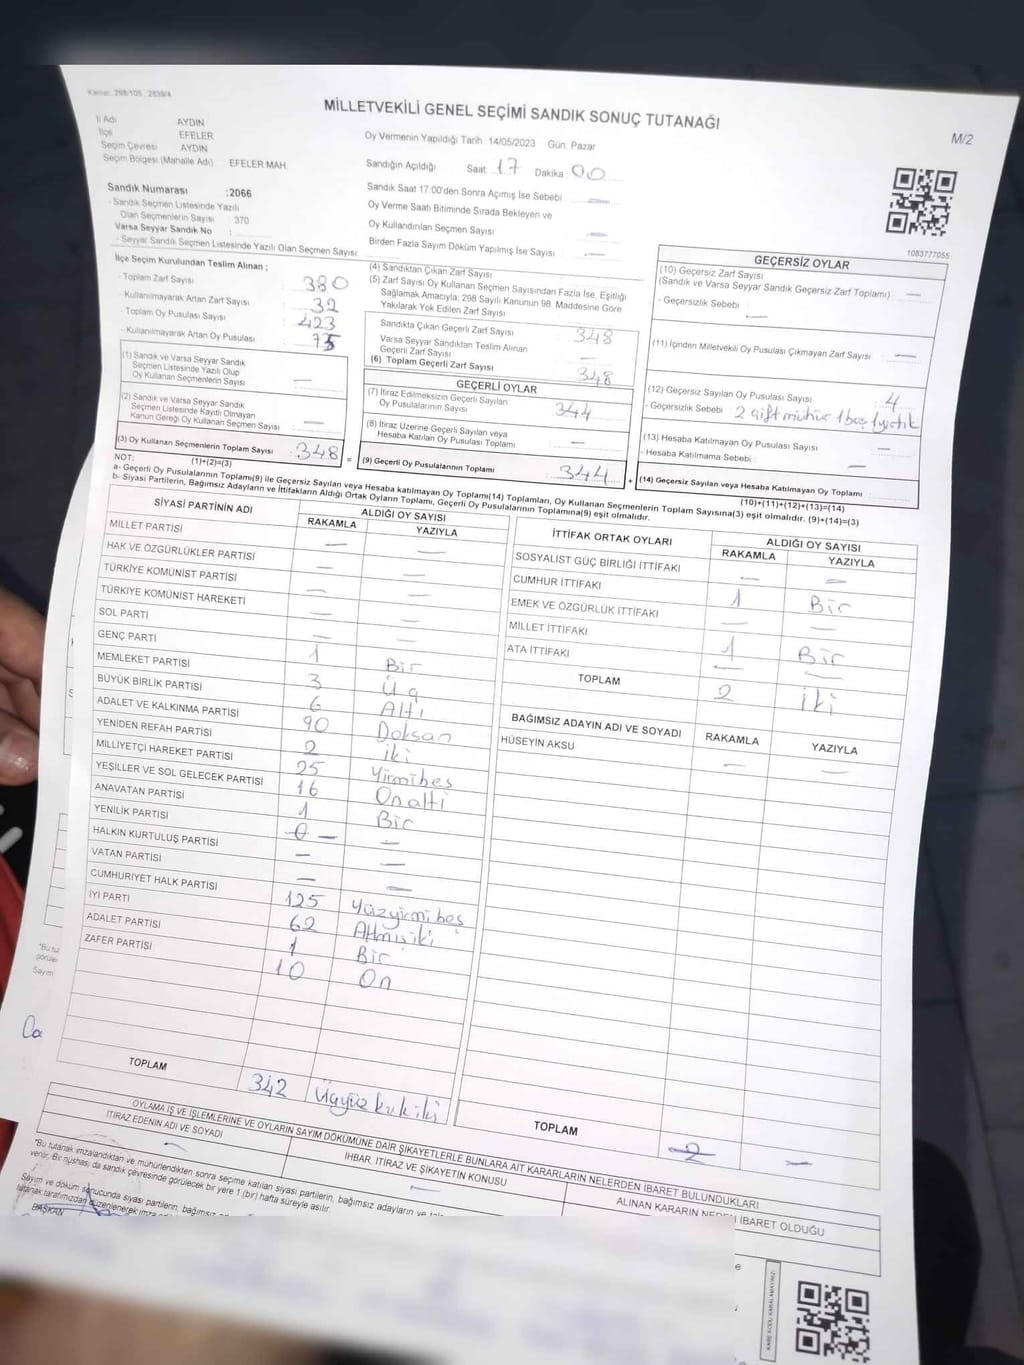 MİLLETVEKİLİ GENEL SEÇİMİ SANDIK SONUÇ TUTANAĞI
M/2
İl Adı AYDIN
İlçe EFELER
Seçim Çevresi AYDIN
Seçim Bölgesi (Mahalle Adı) EFELER MAH.
Sandık Numarası :2066
- Sandık Seçmen Listesinde Yazılı
Olan Seçmenlerin Sayısı : 370
Varsa Seyyar Sandık No :
- Seyyar Sandık Seçmen Listesinde Yazılı Olan Seçmen Sayısı :
Oy Vermenin Yapıldığı Tarih :14/05/2023 Gün: Pazar
Sandığın Açıldığı Saat 17 Dakika 00
Sandık Saat 17:00'den Sonra Açımış İse Sebebi —
Oy Verme Saati Bitiminde Sırada Bekleyen ve
Oy Kullandırılan Seçmen Sayısı —
Birden Fazla Sayım Döküm Yapılmış İse Sayısı —
1083777055
İlçe Seçim Kurulundan Teslim Alınan ;
- Toplam Zarf Sayısı : 380
- Kullanılmayarak Artan Zarf Sayısı : 32
- Toplam Oy Pusulası Sayısı : 423
- Kullanılmayarak Artan Oy Pusulası : 75
(1) Sandık ve Varsa Seyyar Sandık
Seçmen Listesinde Yazılı Olup
Oy Kullanan Seçmenlerin Sayısı : —
(2) Sandık ve Varsa Seyyar Sandık
Seçmen Listesinde Kayıtlı Olmayan
Kanun Gereği Oy Kullanan Seçmen Sayısı : —
(3) Oy Kullanan Seçmenlerin Toplam Sayısı : 348
(1)+(2)=(3)
(4) Sandıktan Çıkan Zarf Sayısı
(5) Zarf Sayısı Oy Kullanan Seçmen Sayısından Fazla İse, Eşitliği
Sağlamak Amacıyla; 298 Sayılı Kanunun 98. Maddesine Göre
Yakılarak Yok Edilen Zarf Sayısı
Sandıkta Çıkan Geçerli Zarf Sayısı : 348
Varsa Seyyar Sandıktan Teslim Alınan
Geçerli Zarf Sayısı : —
(6) Toplam Geçerli Zarf Sayısı : 348
GEÇERLİ OYLAR
(7) İtiraz Edilmeksizin Geçerli Sayılan
Oy Pusulalarının Sayısı : 344
(8) İtiraz Üzerine Geçerli Sayılan veya
Hesaba Katılan Oy Pusulası Toplamı : —
(9) Geçerli Oy Pusulalarının Toplamı : 344
GEÇERSİZ OYLAR
(10) Geçersiz Zarf Sayısı
(Sandık ve Varsa Seyyar Sandık Geçersiz Zarf Toplamı) : —
- Geçersizlik Sebebi : —
(11) İçinden Milletvekili Oy Pusulası Çıkmayan Zarf Sayısı : —
(12) Geçersiz Sayılan Oy Pusulası Sayısı : 4
- Geçersizlik Sebebi : 2 çift mühür 1 boş 1 yırtık
(13) Hesaba Katılmayan Oy Pusulası Sayısı : —
- Hesaba Katılmama Sebebi : —
(14) Geçersiz Sayılan veya Hesaba Katılmayan Oy Toplamı :
(10)+(11)+(12)+(13)=(14)
NOT:
a- Geçerli Oy Pusulalarının Toplamı(9) ile Geçersiz Sayılan veya Hesaba katılmayan Oy Toplamı(14) Toplamları, Oy Kullanan Seçmenlerin Toplam Sayısına(3) eşit olmalıdır. (9)+(14)=(3)
b- Siyasi Partilerin, Bağımsız Adayların ve İttifakların Aldığı Ortak Oyların Toplamı, Geçerli Oy Pusulalarının Toplamına(9) eşit olmalıdır.
SİYASİ PARTİNİN ADI ALDIĞI OY SAYISI
RAKAMLA YAZIYLA
MİLLET PARTİSİ — —
HAK VE ÖZGÜRLÜKLER PARTİSİ — —
TÜRKİYE KOMÜNİST PARTİSİ — —
TÜRKİYE KOMÜNİST HAREKETİ — —
SOL PARTİ — —
GENÇ PARTİ 1 Bir
MEMLEKET PARTİSİ 3 Üç
BÜYÜK BİRLİK PARTİSİ 6 Altı
ADALET VE KALKINMA PARTİSİ 90 Doksan
YENİDEN REFAH PARTİSİ 2 iki
MİLLİYETÇİ HAREKET PARTİSİ 25 Yirmibeş
YEŞİLLER VE SOL GELECEK PARTİSİ 16 Onaltı
ANAVATAN PARTİSİ 1 Bir
YENİLİK PARTİSİ 0 — —
HALKIN KURTULUŞ PARTİSİ — —
VATAN PARTİSİ — —
CUMHURİYET HALK PARTİSİ 125 Yüzyirmibeş
İYİ PARTİ 62 Atmışiki
ADALET PARTİSİ 1 Bir
ZAFER PARTİSİ 10 On
TOPLAM 342 Üçyüzkırkiki
İTTİFAK ORTAK OYLARI ALDIĞI OY SAYISI
RAKAMLA YAZIYLA
SOSYALİST GÜÇ BİRLİĞİ İTTİFAKI — —
CUMHUR İTTİFAKI 1 Bir
EMEK VE ÖZGÜRLÜK İTTİFAKI — —
MİLLET İTTİFAKI 1 Bir
ATA İTTİFAKI — —
TOPLAM 2 İki
BAĞIMSIZ ADAYIN ADI VE SOYADI RAKAMLA YAZIYLA
HÜSEYİN AKSU — —
TOPLAM 2 —
OYLAMA İŞ VE İŞLEMLERİNE VE OYLARIN SAYIM DÖKÜMÜNE DAİR ŞİKAYETLERLE BUNLARA AİT KARARLARIN NELERDEN İBARET BULUNDUKLARI
İTİRAZ EDENİN ADI VE SOYADI
İHBAR, İTİRAZ VE ŞİKAYETİN KONUSU
ALINAN KARARIN NEDEN İBARET OLDUĞU
*Bu tutanak imzalandıktan ve mühürlendikten sonra seçime katılan siyasi partilerin, bağımsız adayların ve
verilir. Bir nüshası da sandık çevresinde görülecek bir yere 1 (bir) hafta süreyle asılır.
Sayım ve döküm sonucunda siyasi partilerin, bağımsız
tutanak tarafımızdan düzenlenerek imza
BAŞKAN